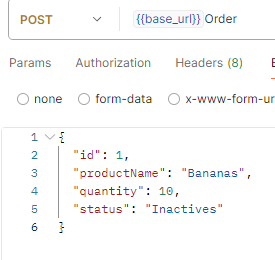 POST {{base_url}} Order
Params Authorization Headers (8)
none form-data x-www-form-ur
1 {
2 "id": 1,
3 "productName": "Bananas",
4 "quantity": 10,
5 "status": "Inactives"
6 }